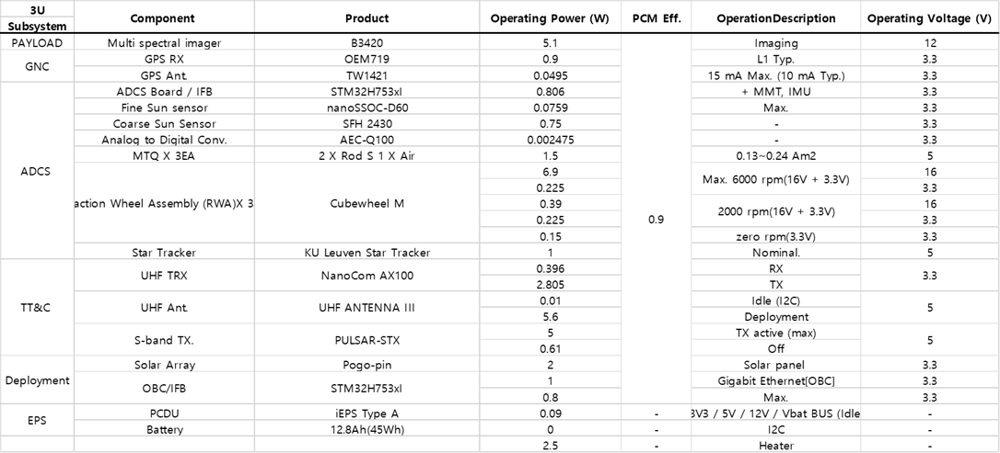 3U
Subsystem Component Product Operating Power (W) PCM Eff. OperationDescription Operating Voltage (V)
PAYLOAD Multi spectral imager B3420 5.1 Imaging 12
GNC GPS RX OEM719 0.9 L1 Typ. 3.3
GPS Ant. TW1421 0.0495 15 mA Max. (10 mA Typ.) 3.3
ADCS ADCS Board / IFB STM32H753xI 0.806 + MMT, IMU 3.3
Fine Sun sensor nanoSSOC-D60 0.0759 Max. 3.3
Coarse Sun Sensor SFH 2430 0.75 - 3.3
Analog to Digital Conv. AEC-Q100 0.002475 - 3.3
MTQ X 3EA 2 X Rod S 1 X Air 1.5 0.13~0.24 Am2 5
action Wheel Assembly (RWA)X 3 Cubewheel M 6.9 Max. 6000 rpm(16V + 3.3V) 16
0.225 3.3
0.39 2000 rpm(16V + 3.3V) 16
0.225 0.9 3.3
0.15 zero rpm(3.3V) 3.3
Star Tracker KU Leuven Star Tracker 1 Nominal. 5
TT&C UHF TRX NanoCom AX100 0.396 RX 3.3
2.805 TX
UHF Ant. UHF ANTENNA III 0.01 Idle (I2C) 5
5.6 Deployment
S-band TX. PULSAR-STX 5 TX active (max) 5
0.61 Off
Deployment Solar Array Pogo-pin 2 Solar panel 3.3
OBC/IFB STM32H753xI 1 Gigabit Ethernet[OBC] 3.3
0.8 Max. 3.3
EPS PCDU iEPS Type A 0.09 - 3V3 / 5V / 12V / Vbat BUS (Idle -
Battery 12.8Ah(45Wh) 0 - I2C -
2.5 - Heater -